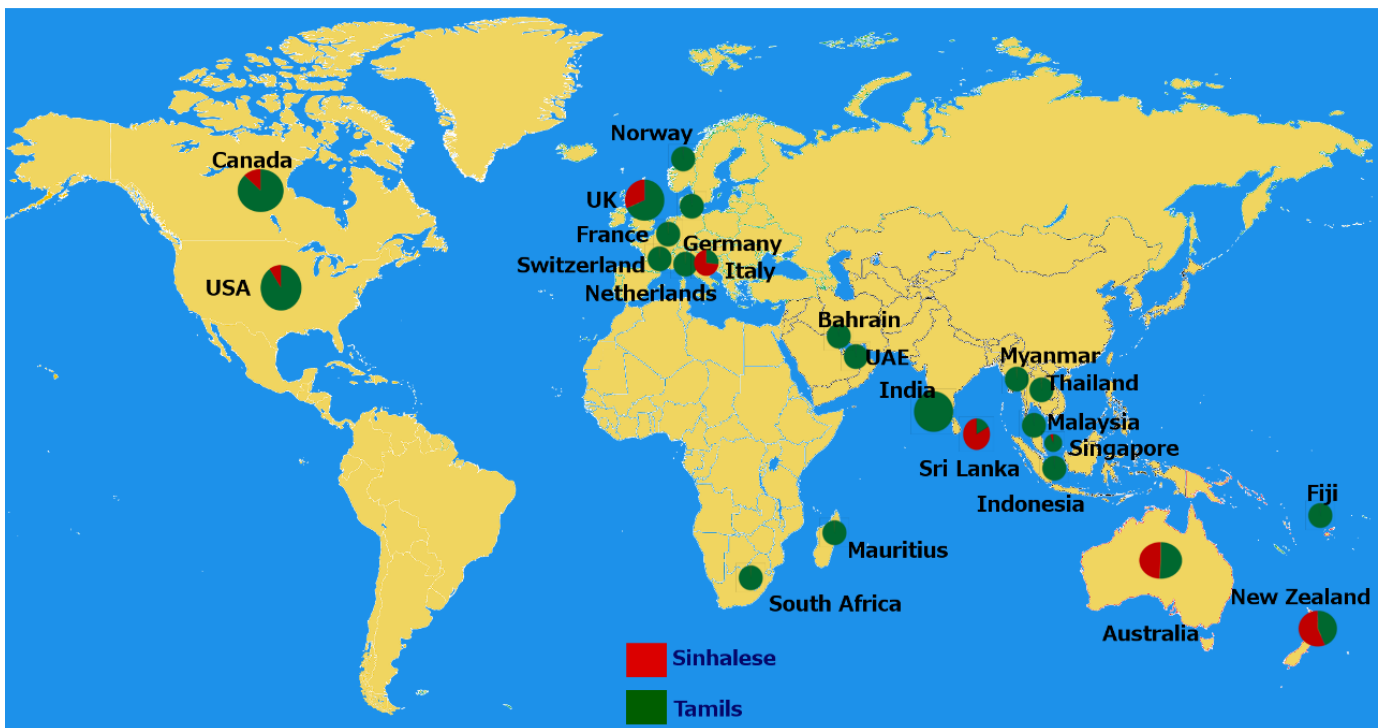 Norway
Canada
UK
France
Germany
Switzerland
Italy
USA
Netherlands
Bahrain
UAE
Myanmar
Thailand
India
Malaysia
Singapore
Sri Lanka
Indonesia
Fiji
Mauritius
South Africa
New Zealand
Australia
Sinhalese
Tamils